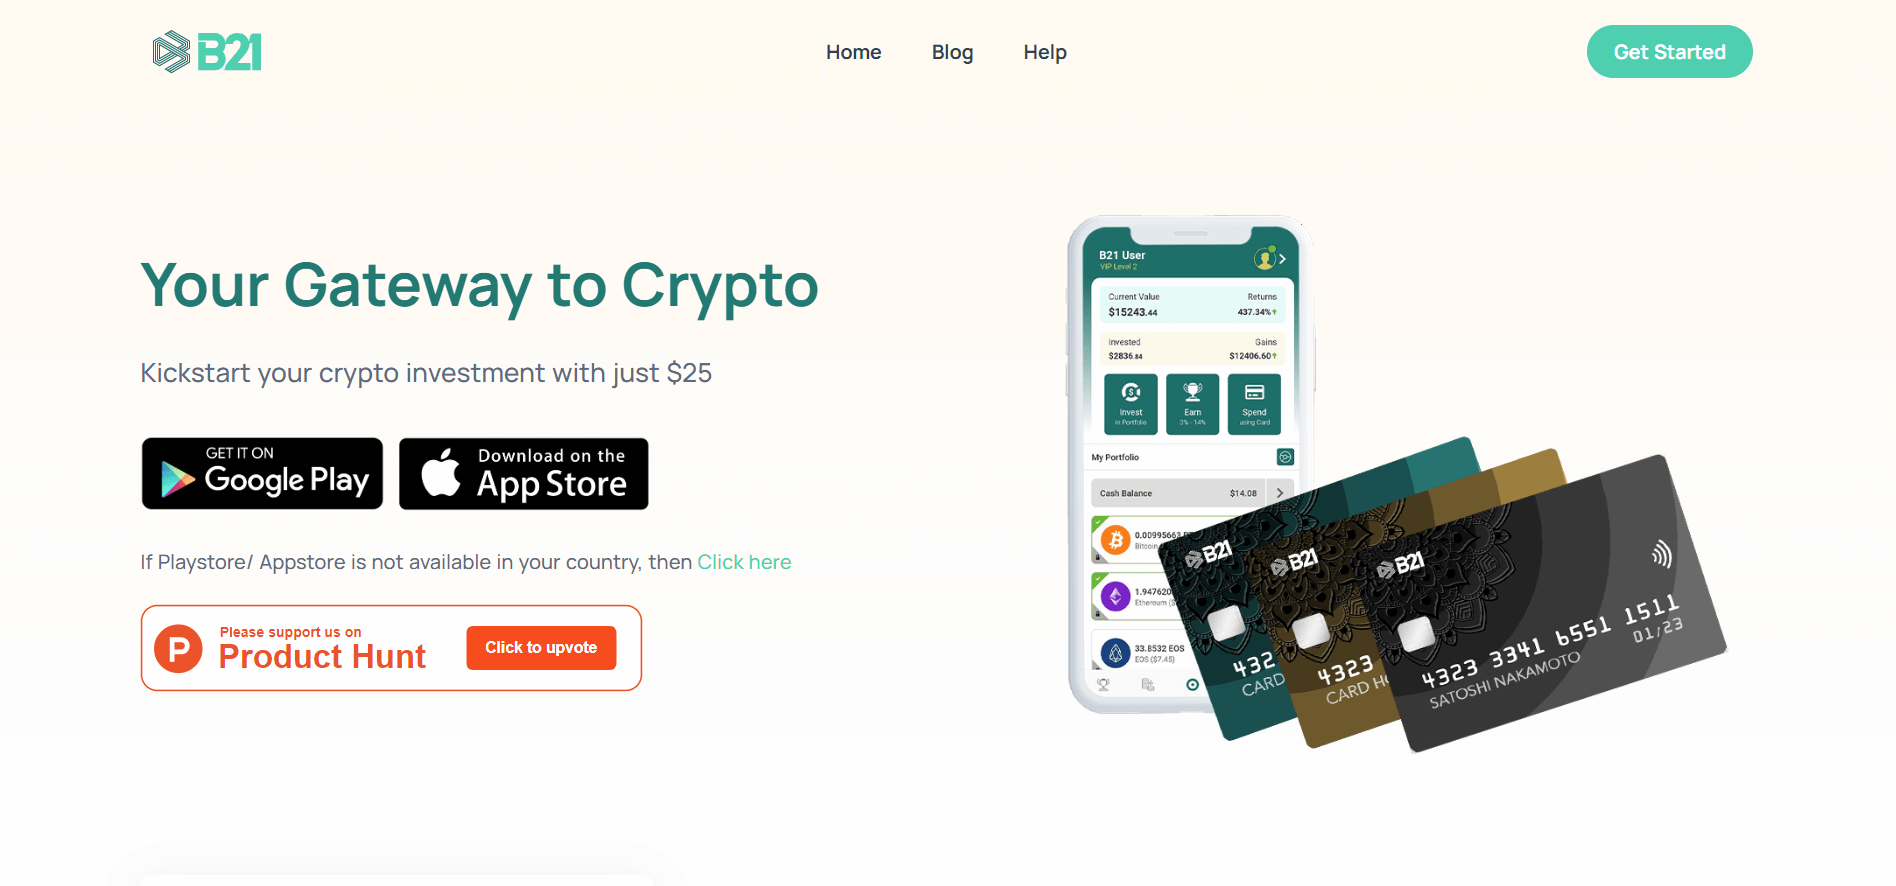 B21
Home
Blog
Help
Get Started
Your Gateway to Crypto
Kickstart your crypto investment with just $25
GET IT ON
Google Play
Download on the
App Store
If Playstore/ Appstore is not available in your country, then Click here
P
Please support us on
Product Hunt
Click to upvote
B21 User
VIP Level 2
Current Value
Returns
$15243.44
437.34%
Invested
Gains
$2836.84
$12406.60
Invest
in Portfolio
Earn
3% - 14%
Spend
using Card
My Portfolio
Cash Balance
$14.08
0.00995663
Bitcoin
1.947620
Ethereum ($
33.8532 EOS
EOS ($7.45)
B21
432
CARD
B21
4323
CARD H
B21
4323 3341 6551 1511
01/23
SATOSHI NAKAMOTO